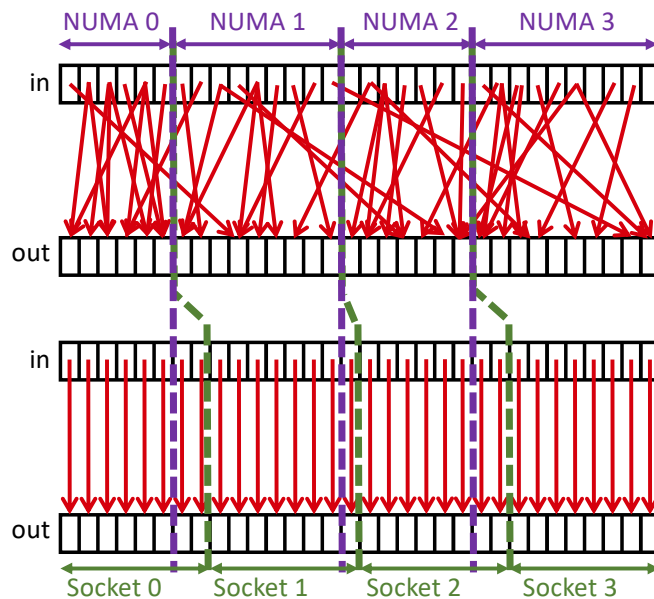 NUMA 0 NUMA 1 NUMA 2 NUMA 3
in
out
in
out
Socket 0 Socket 1 Socket 2 Socket 3